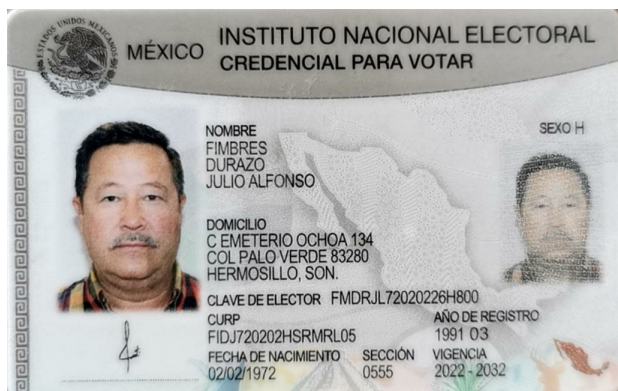 ESTADOS UNIDOS MEXICANOS
MÉXICO
INSTITUTO NACIONAL ELECTORAL
CREDENCIAL PARA VOTAR
NOMBRE
FIMBRES
DURAZO
JULIO ALFONSO
SEXO H
DOMICILIO
C EMETERIO OCHOA 134
COL PALO VERDE 83280
HERMOSILLO, SON.
CLAVE DE ELECTOR FMDRJL72020226H800
CURP
FIDJ720202HSRMRL05
AÑO DE REGISTRO
1991 03
FECHA DE NACIMIENTO
02/02/1972
SECCIÓN
0555
VIGENCIA
2022 - 2032